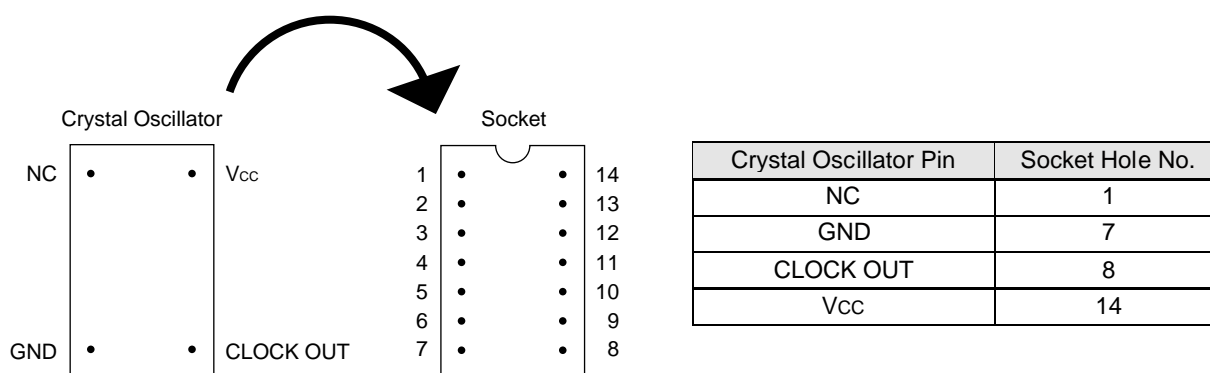 Crystal Oscillator
NC
VCC
GND
CLOCK OUT
Socket
1 14
2 13
3 12
4 11
5 10
6 9
7 8
Crystal Oscillator Pin Socket Hole No.
NC 1
GND 7
CLOCK OUT 8
VCC 14